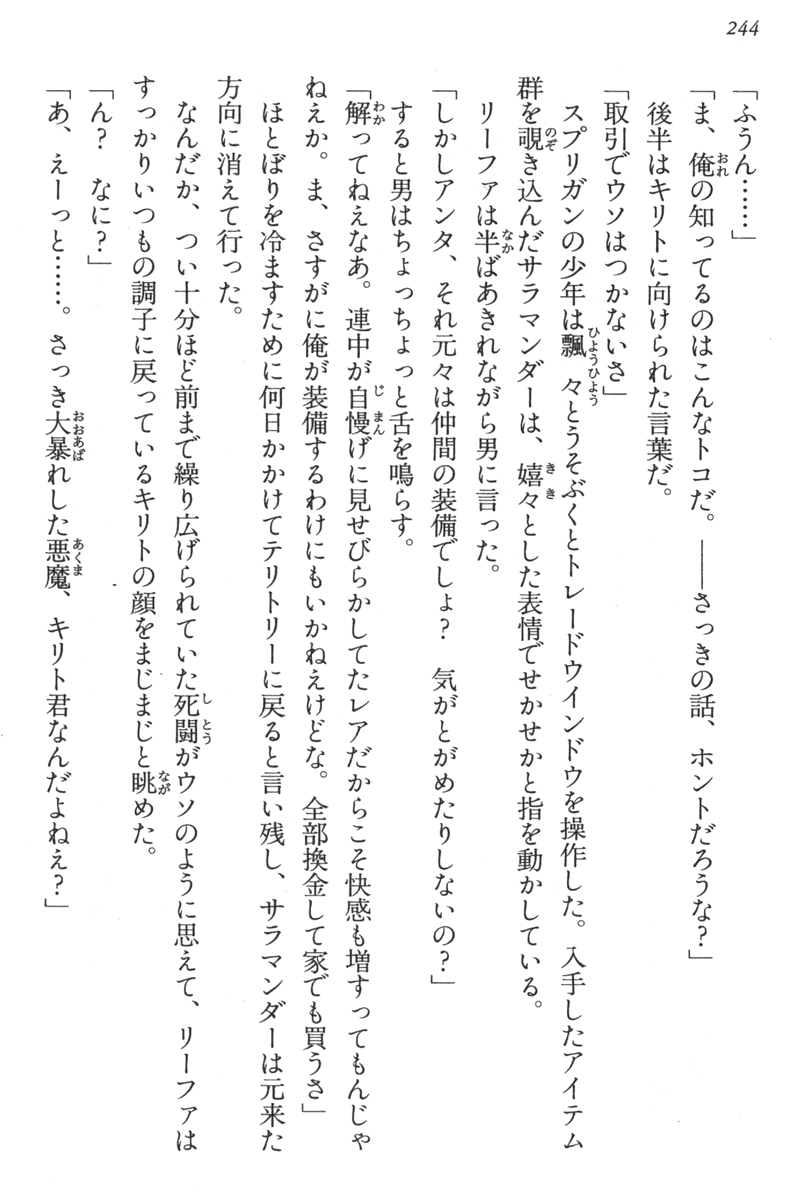 244
「ふうん……」
「ま、俺の知ってるのはこんなトコだ。――さっきの話、ホントだろうな?」
後半はキリトに向けられた言葉だ。
「取引でウソはつかないさ」
スプリガンの少年は飄々とうそぶくとトレードウインドウを操作した。入手したアイテム
群を覗き込んだサラマンダーは、嬉々とした表情でせかせかと指を動かしている。
リーファは半ばあきれながら男に言った。
「しかしアンタ、それ元々は仲間の装備でしょ? 気がとがめたりしないの?」
すると男はちょっちょっと舌を鳴らす。
「解ってねえなあ。連中が自慢げに見せびらかしてたレアだからこそ快感も増すってもんじゃ
ねえか。ま、さすがに俺が装備するわけにもいかねえけどな。全部換金して家でも買うさ」
ほとぼりを冷ますために何日かかけてテリトリーに戻ると言い残し、サラマンダーは元来た
方向に消えて行った。
なんだか、つい十分ほど前まで繰り広げられていた死闘がウソのように思えて、リーファは
すっかりいつもの調子に戻っているキリトの顔をまじまじと眺めた。
「ん? なに?」
「あ、えーっと……。さっき大暴れした悪魔、キリト君なんだよねえ?」